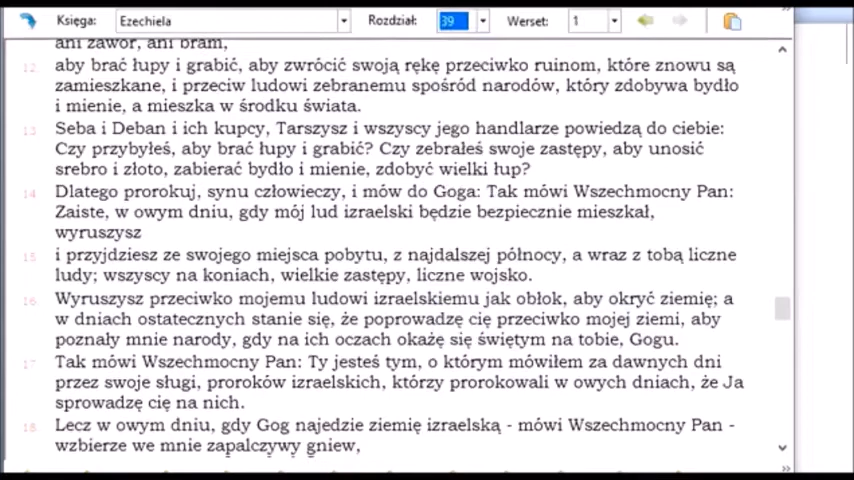 Księga: Ezechiela Rozdział: 39 Werset: 1
ani zawór, ani bram,
12 aby brać łupy i grabić, aby zwrócić swoją rękę przeciwko ruinom, które znowu są
zamieszkane, i przeciw ludowi zebranemu spośród narodów, który zdobywa bydło
i mienie, a mieszka w środku świata.
13 Seba i Deban i ich kupcy, Tarszysz i wszyscy jego handlarze powiedzą do ciebie:
Czy przybyłeś, aby brać łupy i grabić? Czy zebrałeś swoje zastępy, aby unosić
srebro i złoto, zabierać bydło i mienie, zdobyć wielki łup?
14 Dlatego prorokuj, synu człowieczy, i mów do Goga: Tak mówi Wszechmocny Pan:
Zaiste, w owym dniu, gdy mój lud izraelski będzie bezpiecznie mieszkał,
wyruszysz
15 i przyjdziesz ze swojego miejsca pobytu, z najdalszej północy, a wraz z tobą liczne
ludy; wszyscy na koniach, wielkie zastępy, liczne wojsko.
16 Wyruszysz przeciwko mojemu ludowi izraelskiemu jak obłok, aby okryć ziemię; a
w dniach ostatecznych stanie się, że poprowadzę cię przeciwko mojej ziemi, aby
poznały mnie narody, gdy na ich oczach okażę się świętym na tobie, Gogu.
17 Tak mówi Wszechmocny Pan: Ty jesteś tym, o którym mówiłem za dawnych dni
przez swoje sługi, proroków izraelskich, którzy prorokowali w owych dniach, że Ja
sprowadzę cię na nich.
18 Lecz w owym dniu, gdy Gog najedzie ziemię izraelską - mówi Wszechmocny Pan -
wzbierze we mnie zapalczywy gniew,